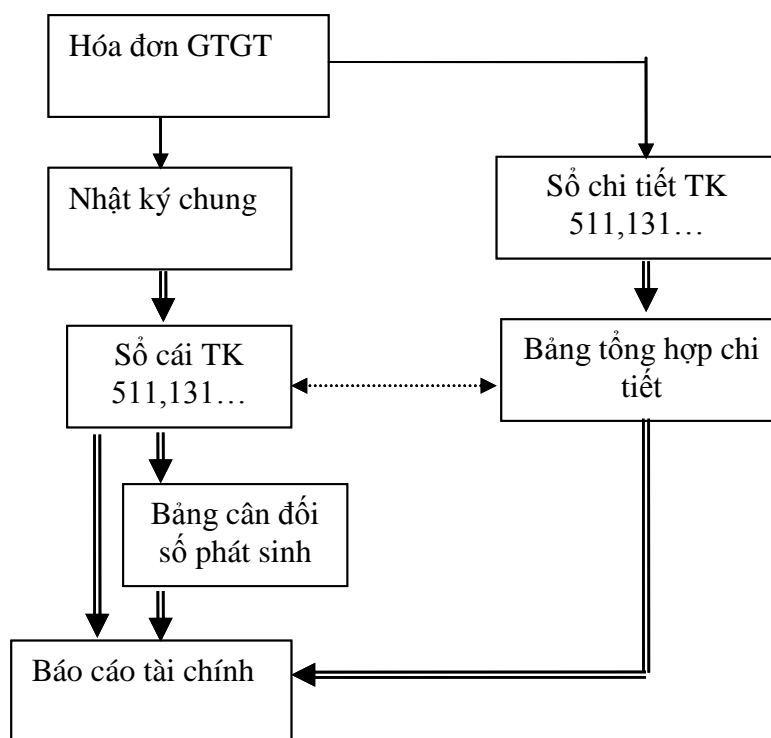 Hóa đơn GTGT
Nhật ký chung
Sổ chi tiết TK
511,131…
Sổ cái TK
511,131…
Bảng tổng hợp chi
tiết
Bảng cân đối
số phát sinh
Báo cáo tài chính